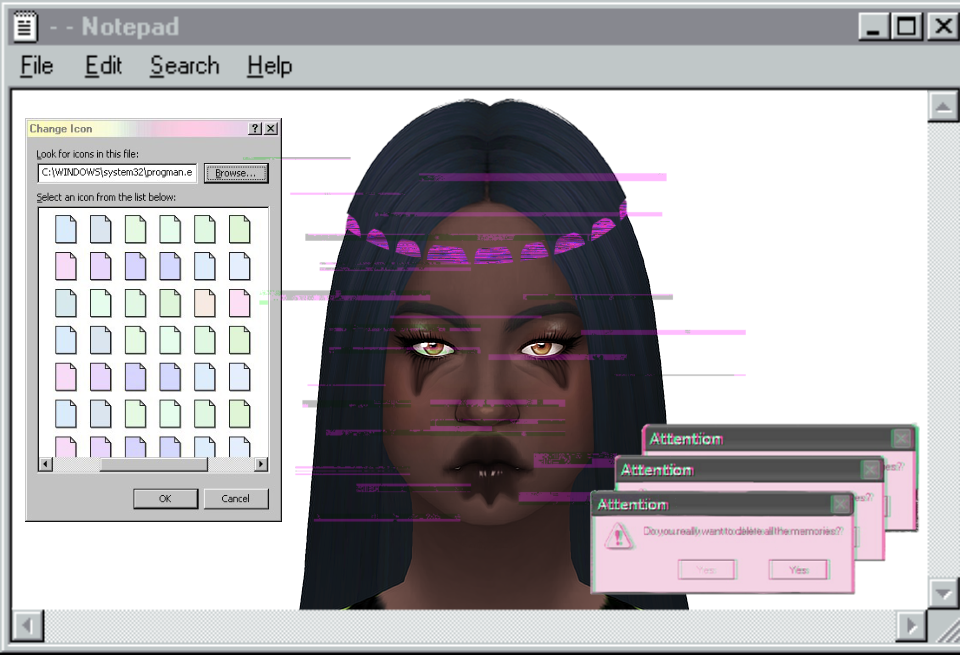 - - Notepad
File Edit Search Help
Change Icon
Look for icons in this file:
C:\WINDOWS\system32\progman.e
Browse...
Select an icon from the list below:
OK Cancel
Attention
es?
Attention
es?
Attention
Do you really want to delete all the memories?
Yes Yes